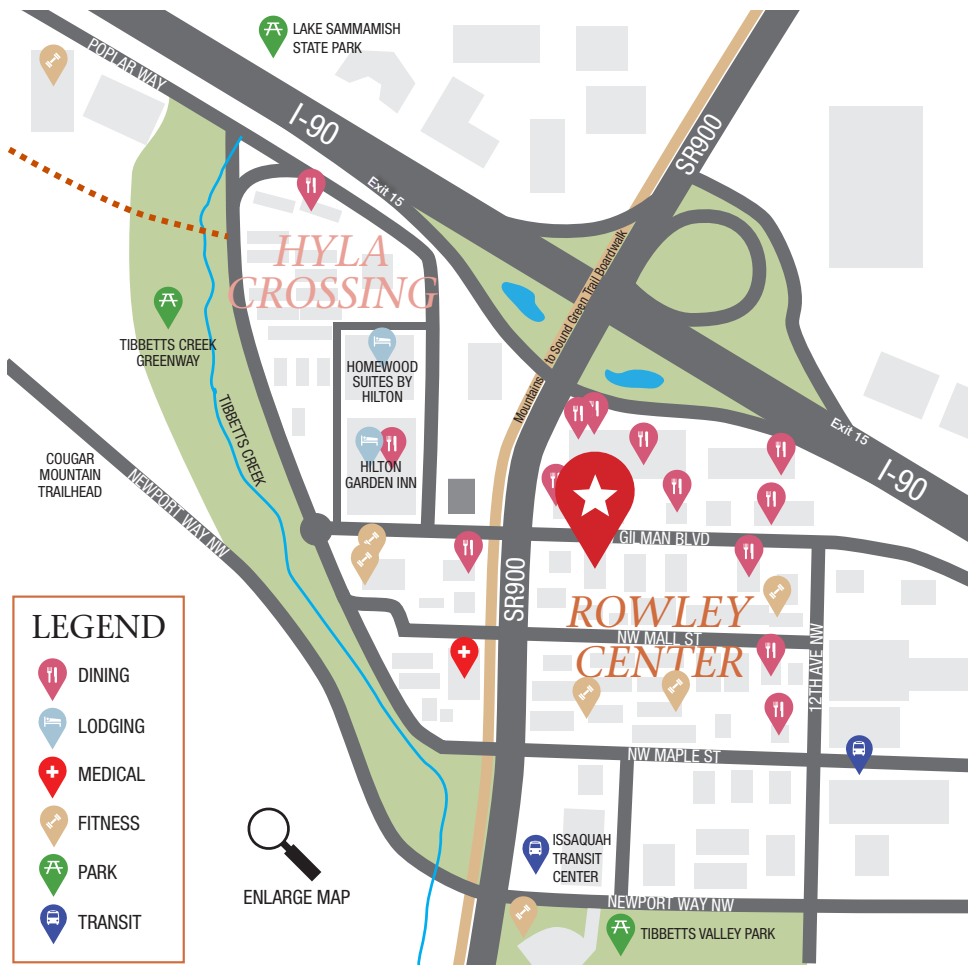 LAKE SAMMAMISH
STATE PARK
POPLAR WAY
I-90
SR900
Exit 15
HYLA
CROSSING
Mountains to Sound Green Trail Boardwalk
TIBBETTS CREEK
GREENWAY
HOMEWOOD
SUITES BY
HILTON
TIBBETTS CREEK
HILTON
GARDEN INN
COUGAR
MOUNTAIN
TRAILHEAD
NEWPORT WAY NW
Exit 15
I-90
GILMAN BLVD
SR900
ROWLEY
CENTER
NW MALL ST
12TH AVE NW
NW MAPLE ST
LEGEND
DINING
LODGING
MEDICAL
FITNESS
PARK
TRANSIT
ENLARGE MAP
ISSAQUAH
TRANSIT
CENTER
NEWPORT WAY NW
TIBBETTS VALLEY PARK